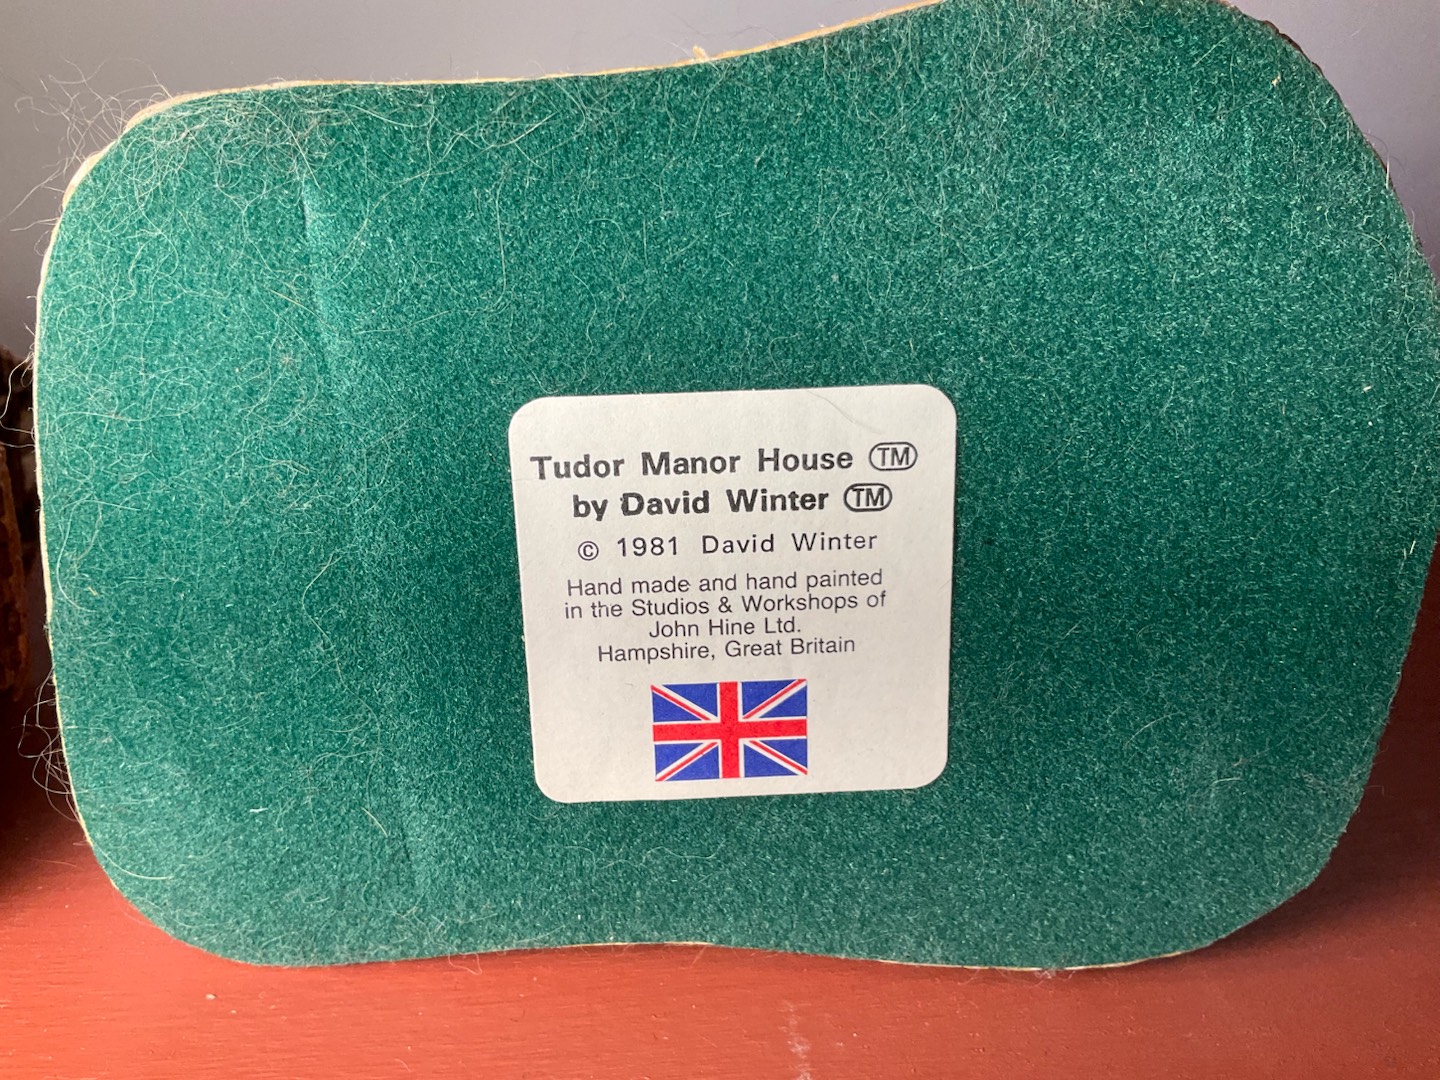 Tudor Manor House TM
by David Winter TM
© 1981 David Winter
Hand made and hand painted
in the Studios & Workshops of
John Hine Ltd.
Hampshire, Great Britain